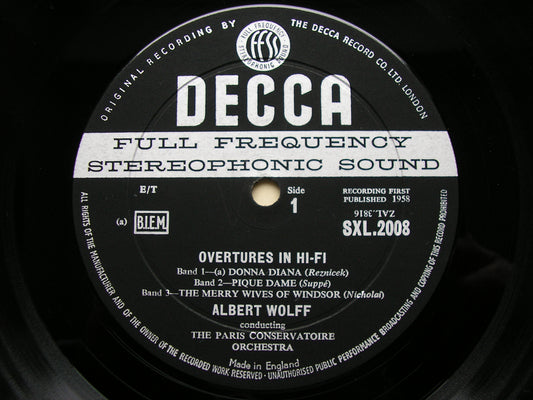 ORIGINAL RECORDING BY
THE DECCA RECORD CO. LTD. LONDON
FULL FREQUENCY
ffss
STEREOPHONIC SOUND
DECCA
FULL FREQUENCY
STEREOPHONIC SOUND
E/T
Side
1
RECORDING FIRST
PUBLISHED 1958
(a) B.I.E.M.
ZAL.3816
SXL.2008
OVERTURES IN HI-FI
Band 1—(a) DONNA DIANA (Reznicek)
Band 2—PIQUE DAME (Suppé)
Band 3—THE MERRY WIVES OF WINDSOR (Nicholai)
ALBERT WOLFF
conducting
THE PARIS CONSERVATOIRE
ORCHESTRA
Made in England
ALL RIGHTS OF THE MANUFACTURER AND OF THE OWNER OF THE RECORDED WORK RESERVED · UNAUTHORISED PUBLIC PERFORMANCE BROADCASTING AND COPYING OF THIS RECORD PROHIBITED